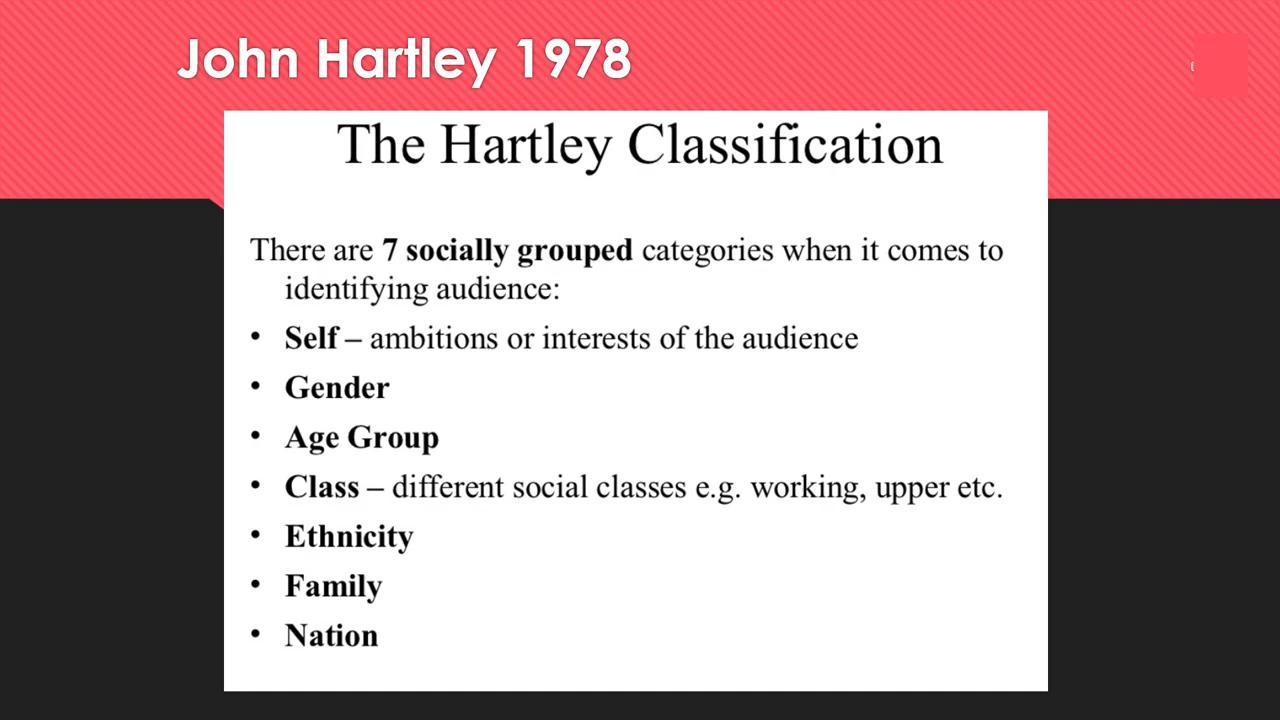 John Hartley 1978
The Hartley Classification
There are 7 socially grouped categories when it comes to
identifying audience:
• Self – ambitions or interests of the audience
• Gender
• Age Group
• Class – different social classes e.g. working, upper etc.
• Ethnicity
• Family
• Nation